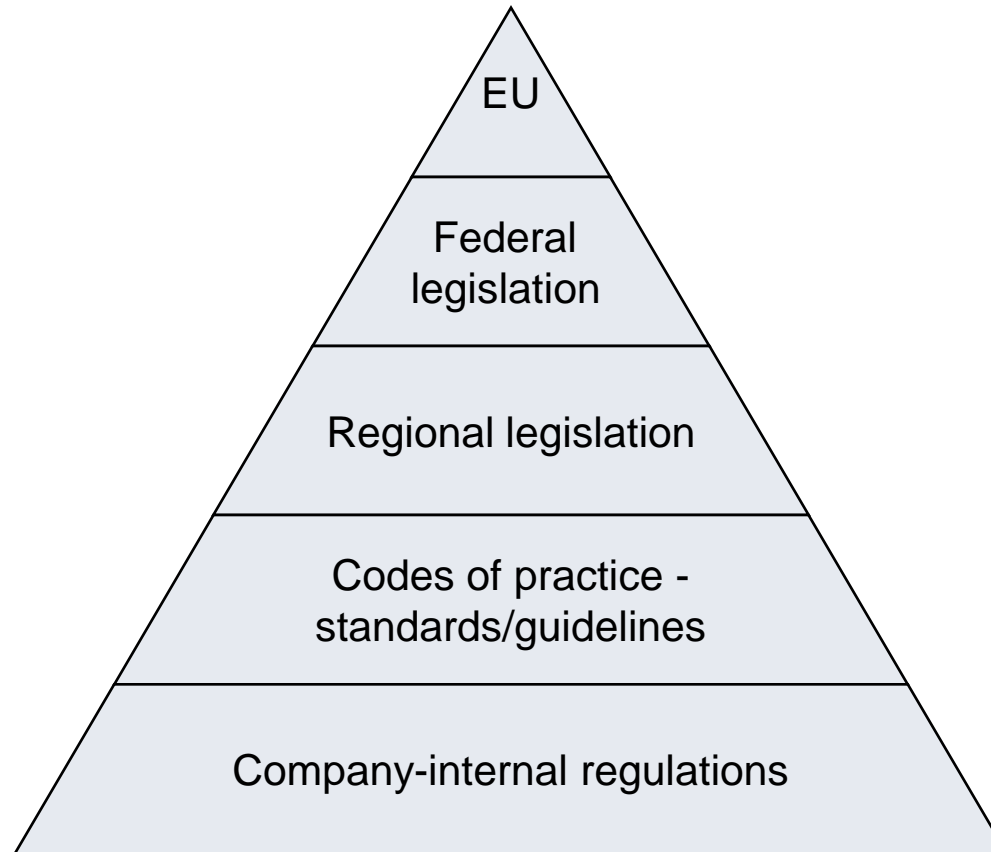 EU
Federal
legislation
Regional legislation
Codes of practice -
standards/guidelines
Company-internal regulations